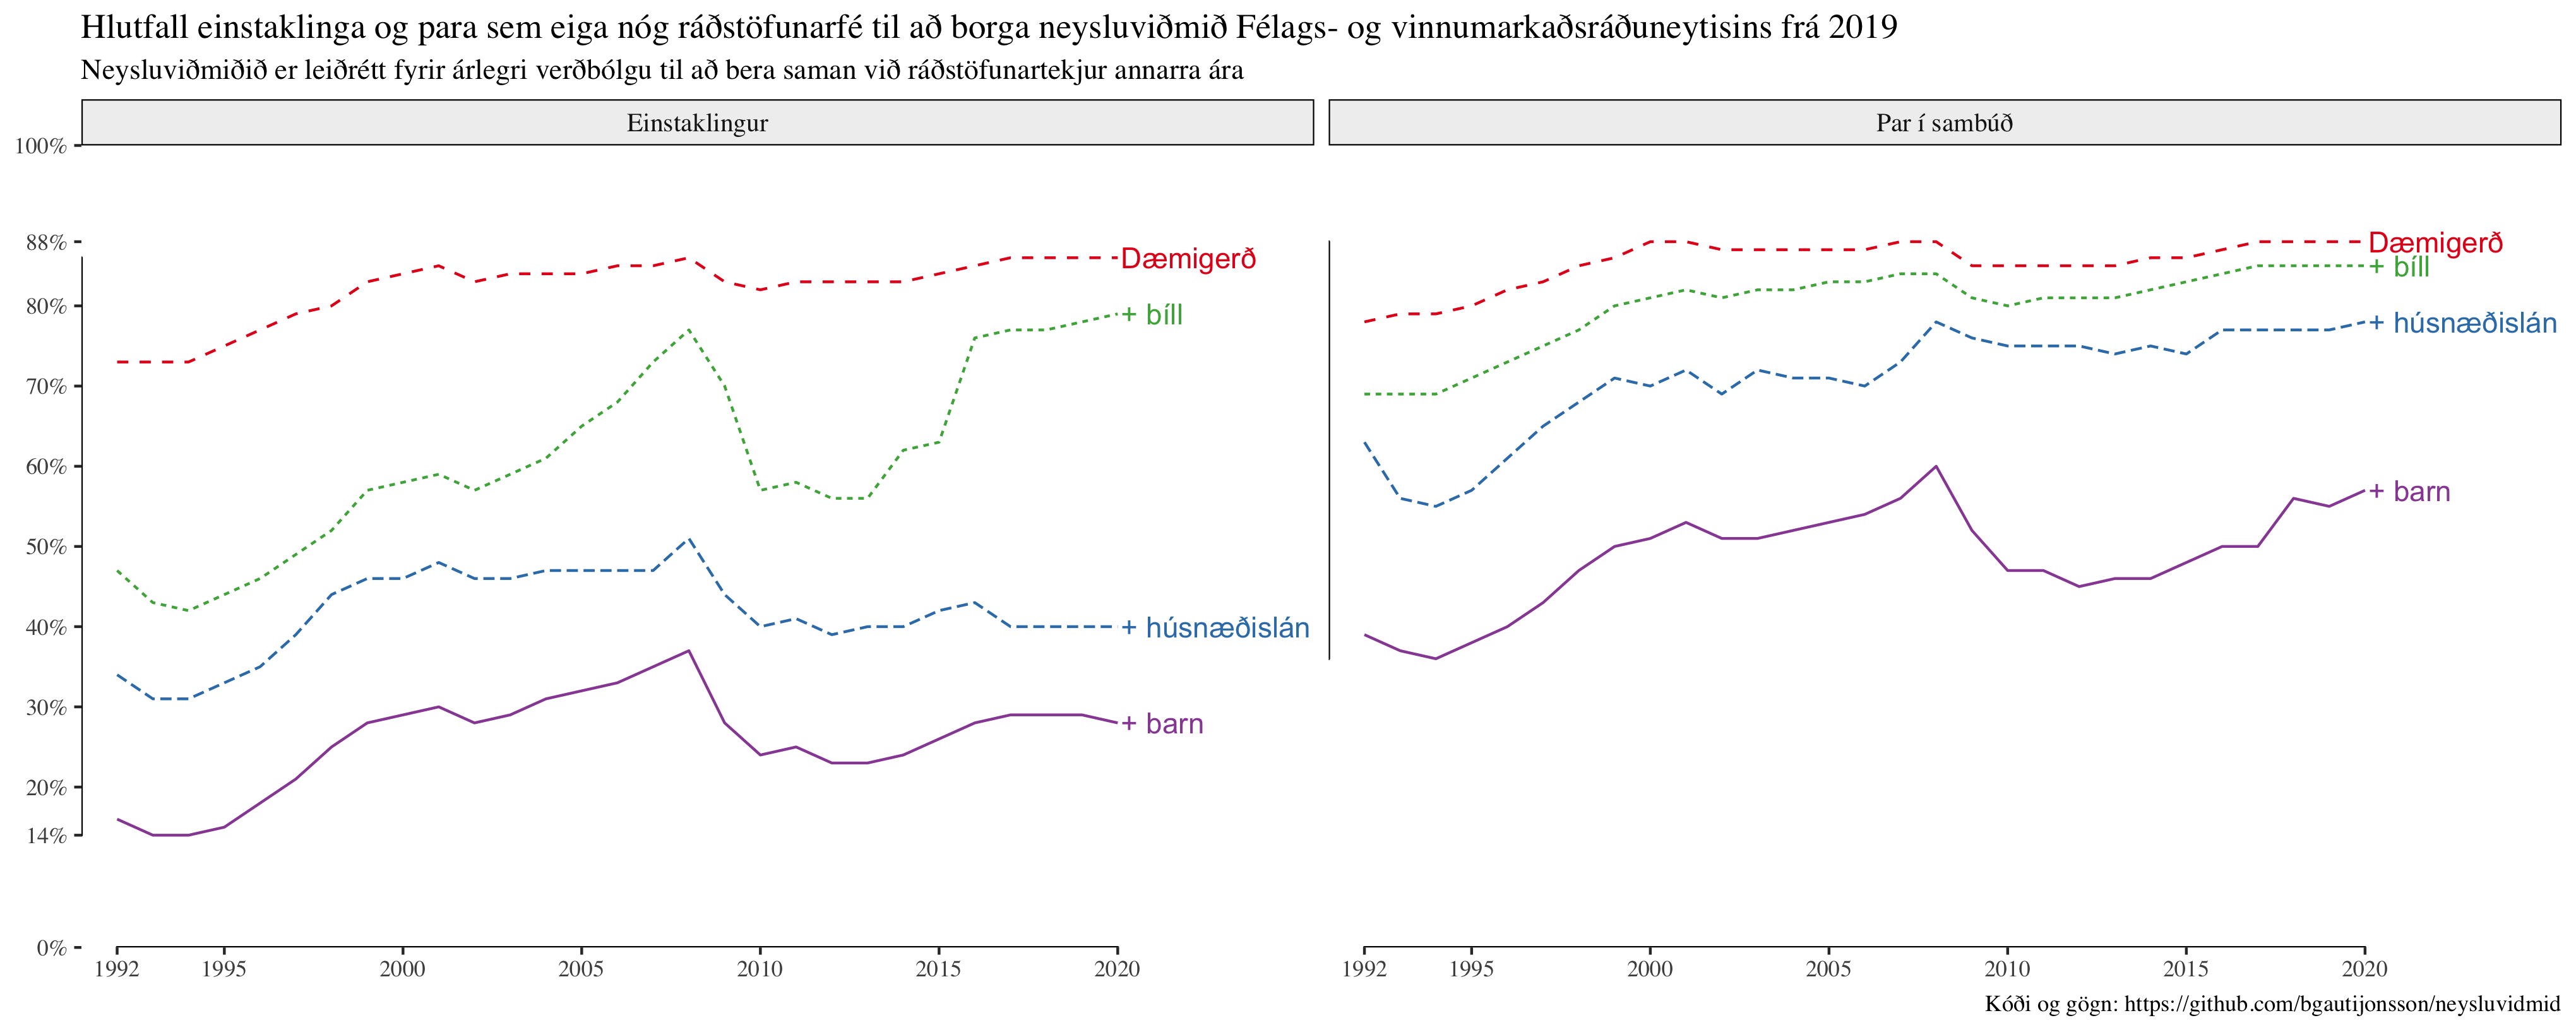 Hlutfall einstaklinga og para sem eiga nóg ráðstöfunarfé til að borga neysluviðmið Félags- og vinnumarkaðsráðuneytisins frá 2019
Neysluviðmiðið er leiðrétt fyrir árlegri verðbólgu til að bera saman við ráðstöfunartekjur annarra ára
Einstaklingur
Par í sambúð
100%
88%
80%
70%
60%
50%
40%
30%
20%
14%
0%
Dæmigerð
+ bíll
+ húsnæðislán
+ barn
Dæmigerð
+ bíll
+ húsnæðislán
+ barn
1992 1995 2000 2005 2010 2015 2020
1992 1995 2000 2005 2010 2015 2020
Kóði og gögn: https://github.com/bgautijonsson/neysluvidmid